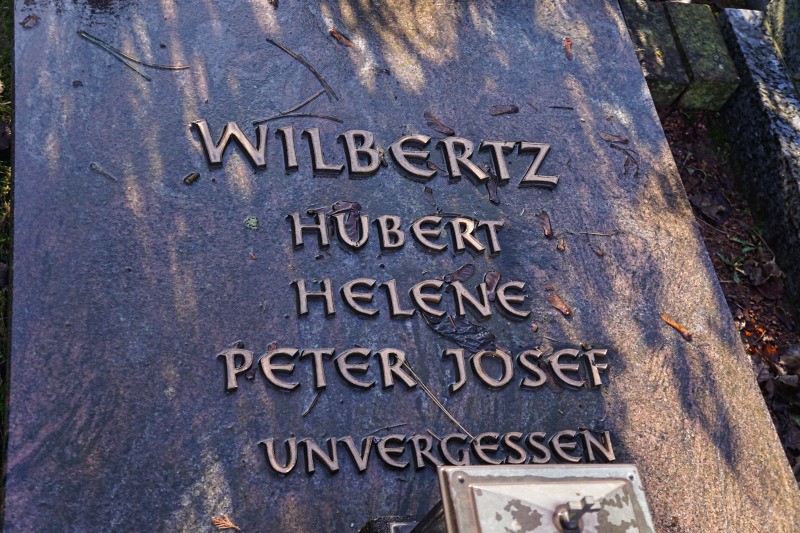 WILBERTZ
HUBERT
HELENE
PETER JOSEF
UNVERGESSEN